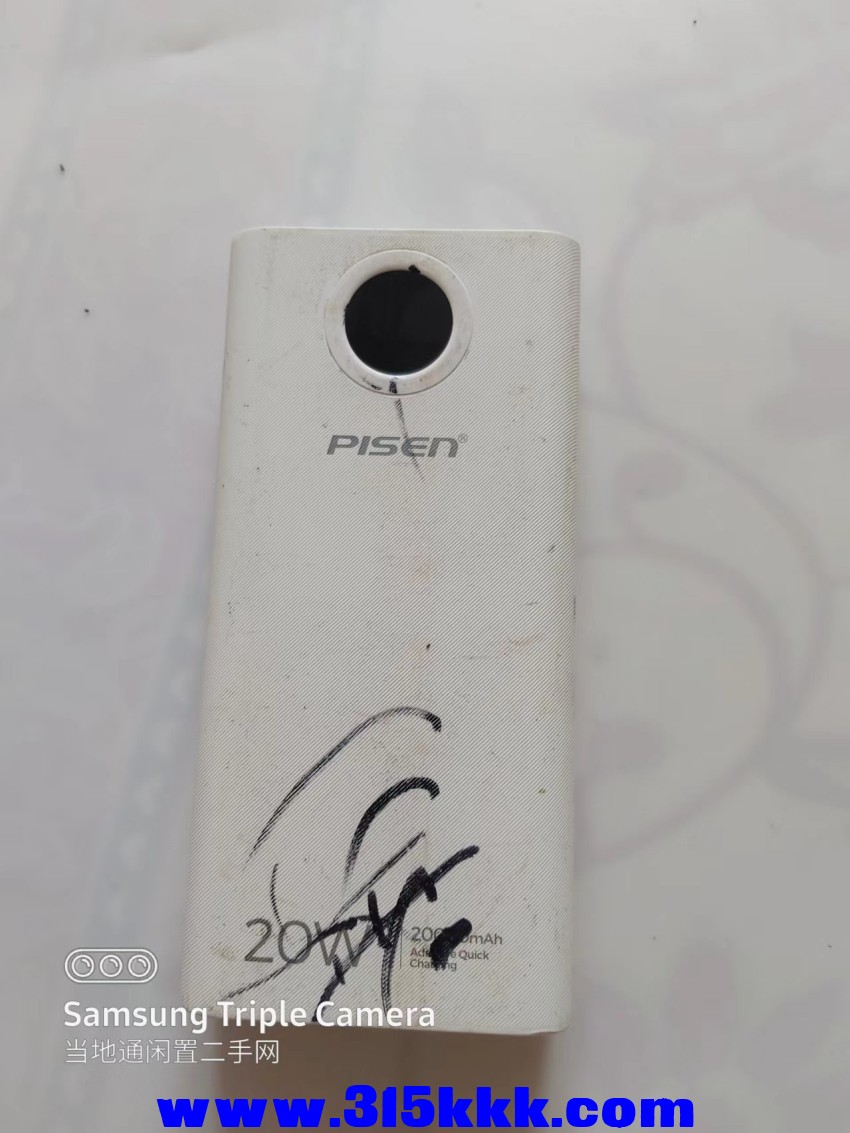 PISEN®
20W
mAh
Quick
Samsung Triple Camera
当地通闲置二手网
www.315kkk.com